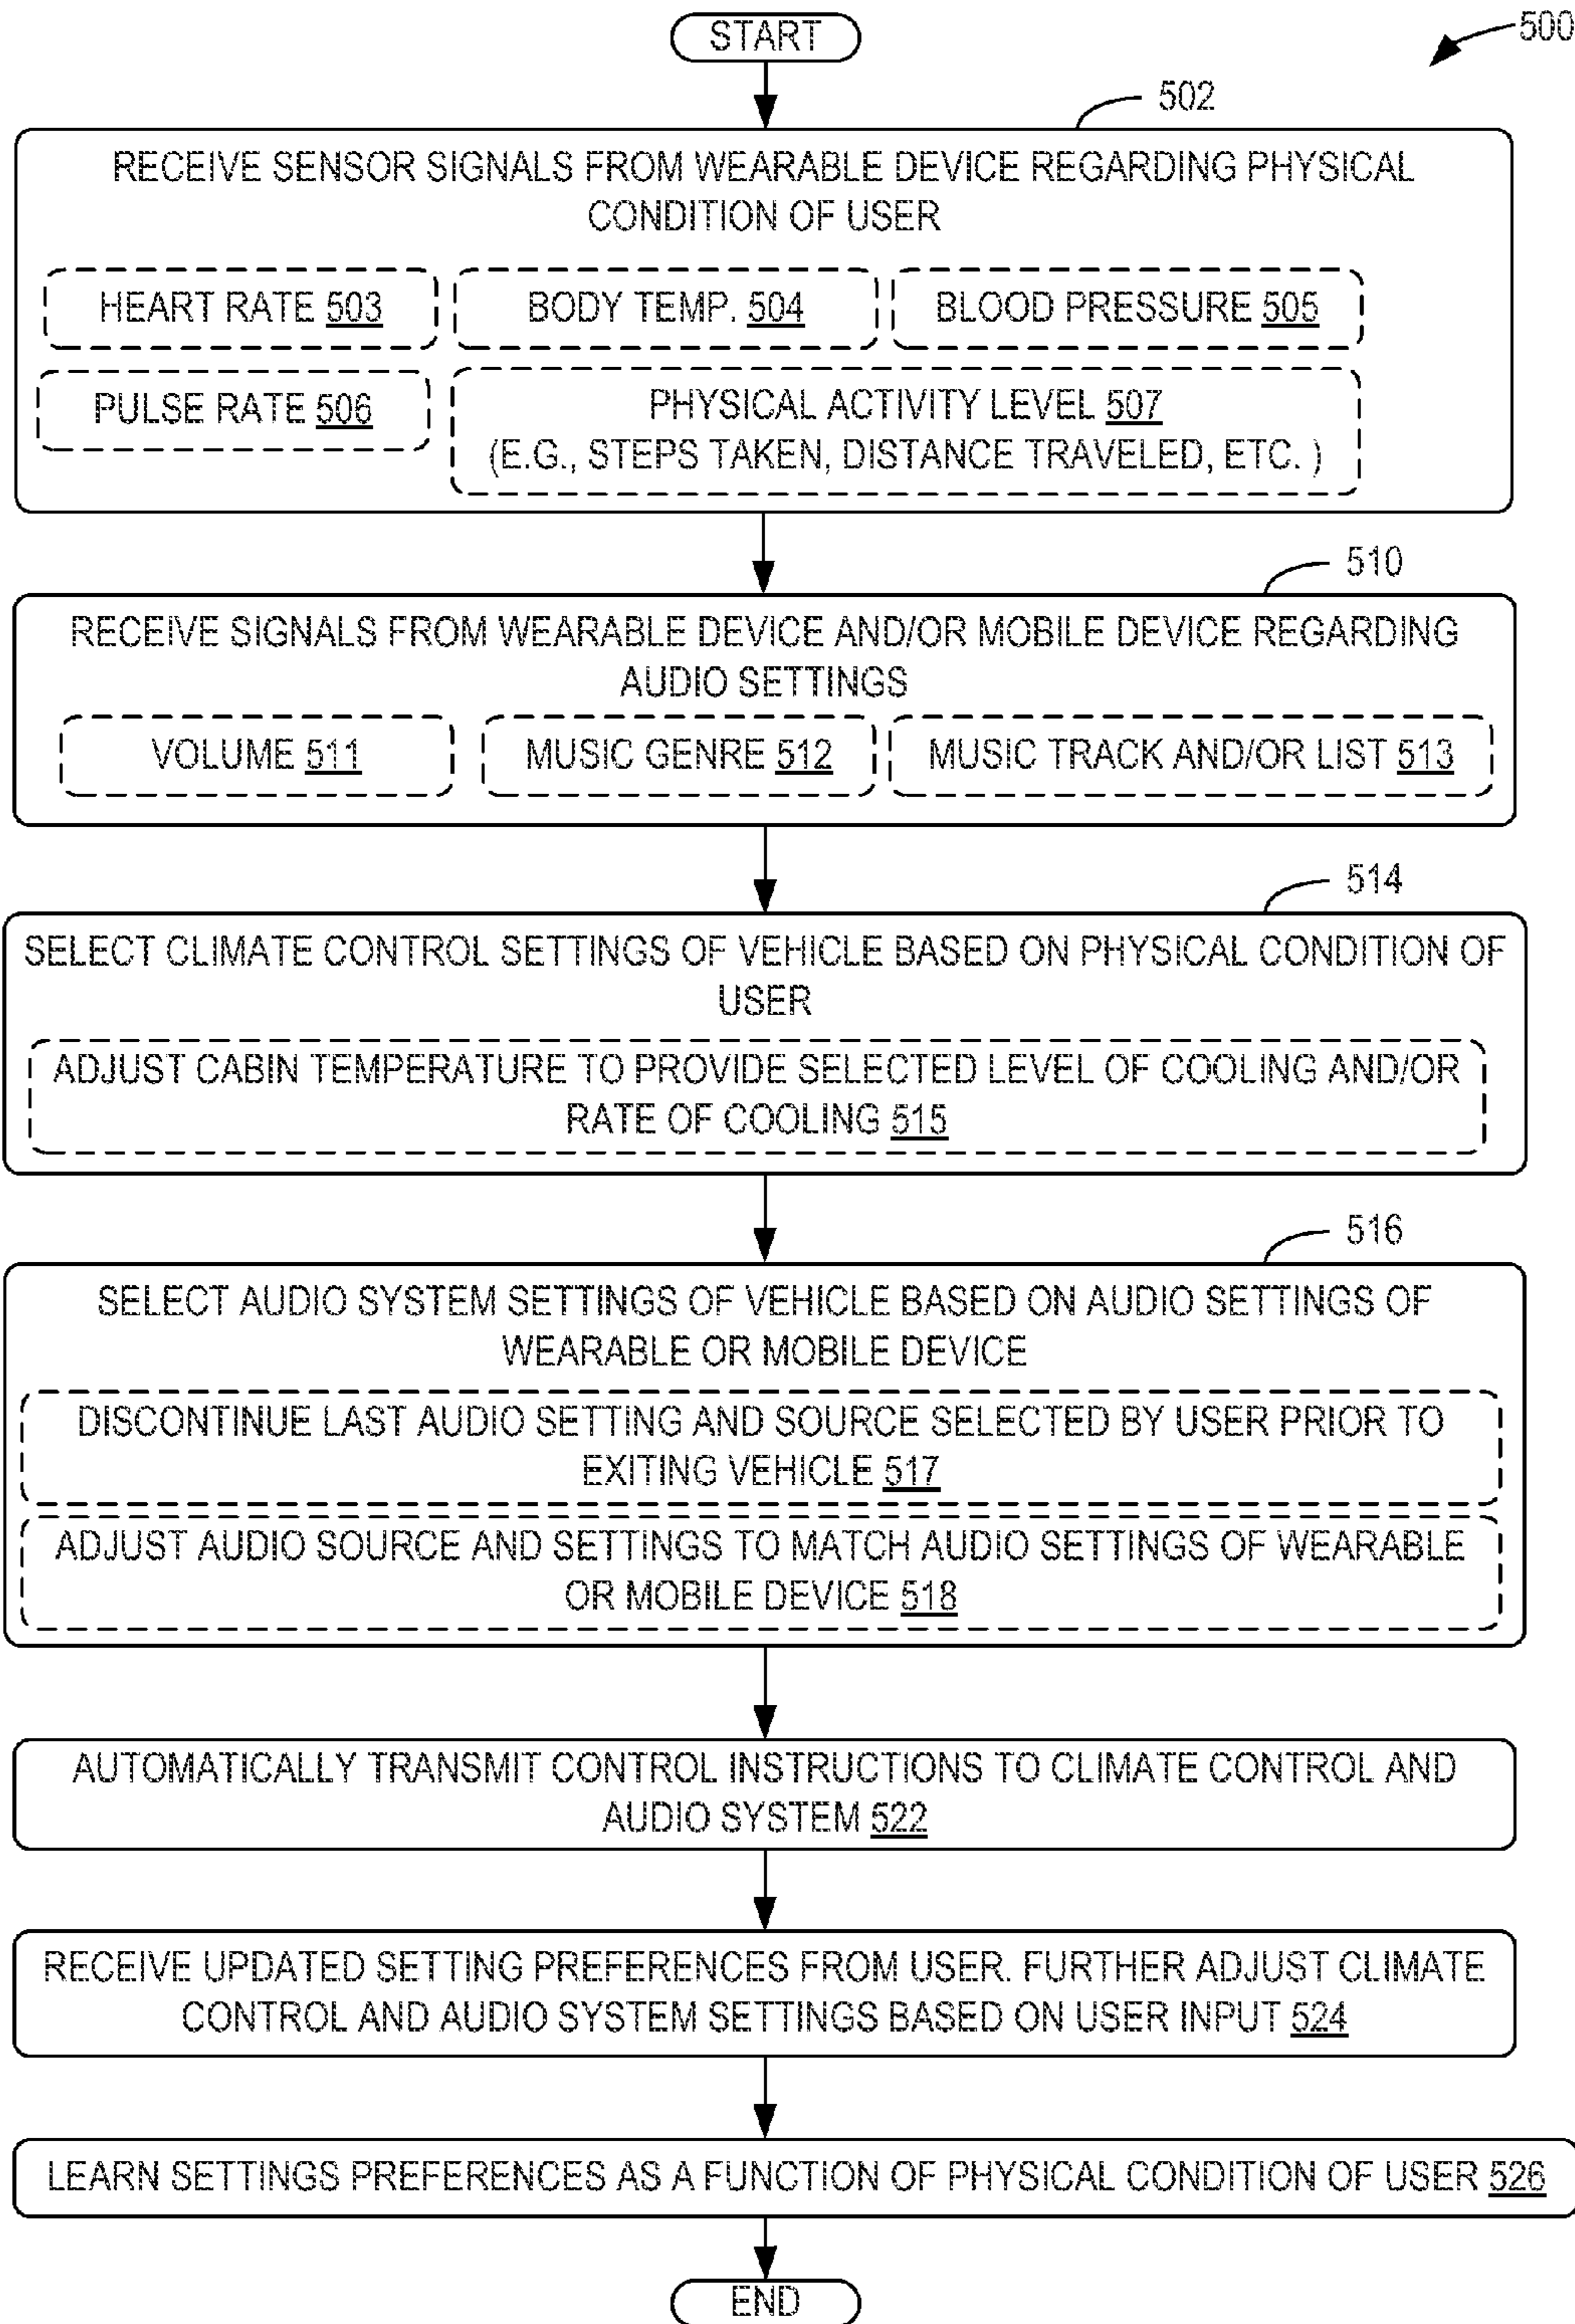 START
500
502
RECEIVE SENSOR SIGNALS FROM WEARABLE DEVICE REGARDING PHYSICAL
CONDITION OF USER
HEART RATE 503
BODY TEMP. 504
BLOOD PRESSURE 505
PULSE RATE 506
PHYSICAL ACTIVITY LEVEL 507
(E.G., STEPS TAKEN, DISTANCE TRAVELED, ETC. )
510
RECEIVE SIGNALS FROM WEARABLE DEVICE AND/OR MOBILE DEVICE REGARDING
AUDIO SETTINGS
VOLUME 511
MUSIC GENRE 512
MUSIC TRACK AND/OR LIST 513
514
SELECT CLIMATE CONTROL SETTINGS OF VEHICLE BASED ON PHYSICAL CONDITION OF
USER
ADJUST CABIN TEMPERATURE TO PROVIDE SELECTED LEVEL OF COOLING AND/OR
RATE OF COOLING 515
516
SELECT AUDIO SYSTEM SETTINGS OF VEHICLE BASED ON AUDIO SETTINGS OF
WEARABLE OR MOBILE DEVICE
DISCONTINUE LAST AUDIO SETTING AND SOURCE SELECTED BY USER PRIOR TO
EXITING VEHICLE 517
ADJUST AUDIO SOURCE AND SETTINGS TO MATCH AUDIO SETTINGS OF WEARABLE
OR MOBILE DEVICE 518
AUTOMATICALLY TRANSMIT CONTROL INSTRUCTIONS TO CLIMATE CONTROL AND
AUDIO SYSTEM 522
RECEIVE UPDATED SETTING PREFERENCES FROM USER. FURTHER ADJUST CLIMATE
CONTROL AND AUDIO SYSTEM SETTINGS BASED ON USER INPUT 524
LEARN SETTINGS PREFERENCES AS A FUNCTION OF PHYSICAL CONDITION OF USER 526
END